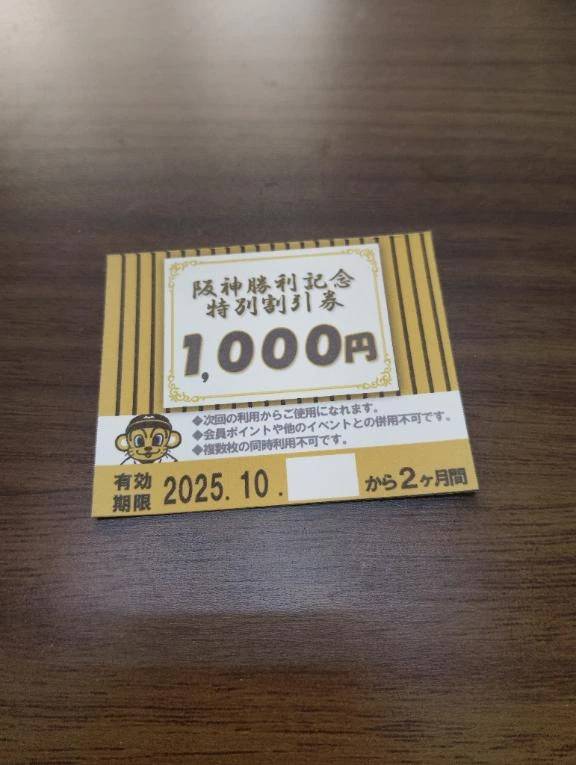 阪神勝利記念
特別割引券
1,000円
◆次回の利用からご使用になれます。
◆会員ポイントや他のイベントとの併用不可です。
◆複数枚の同時利用不可です。
有効期限 2025.10. から2ヶ月間